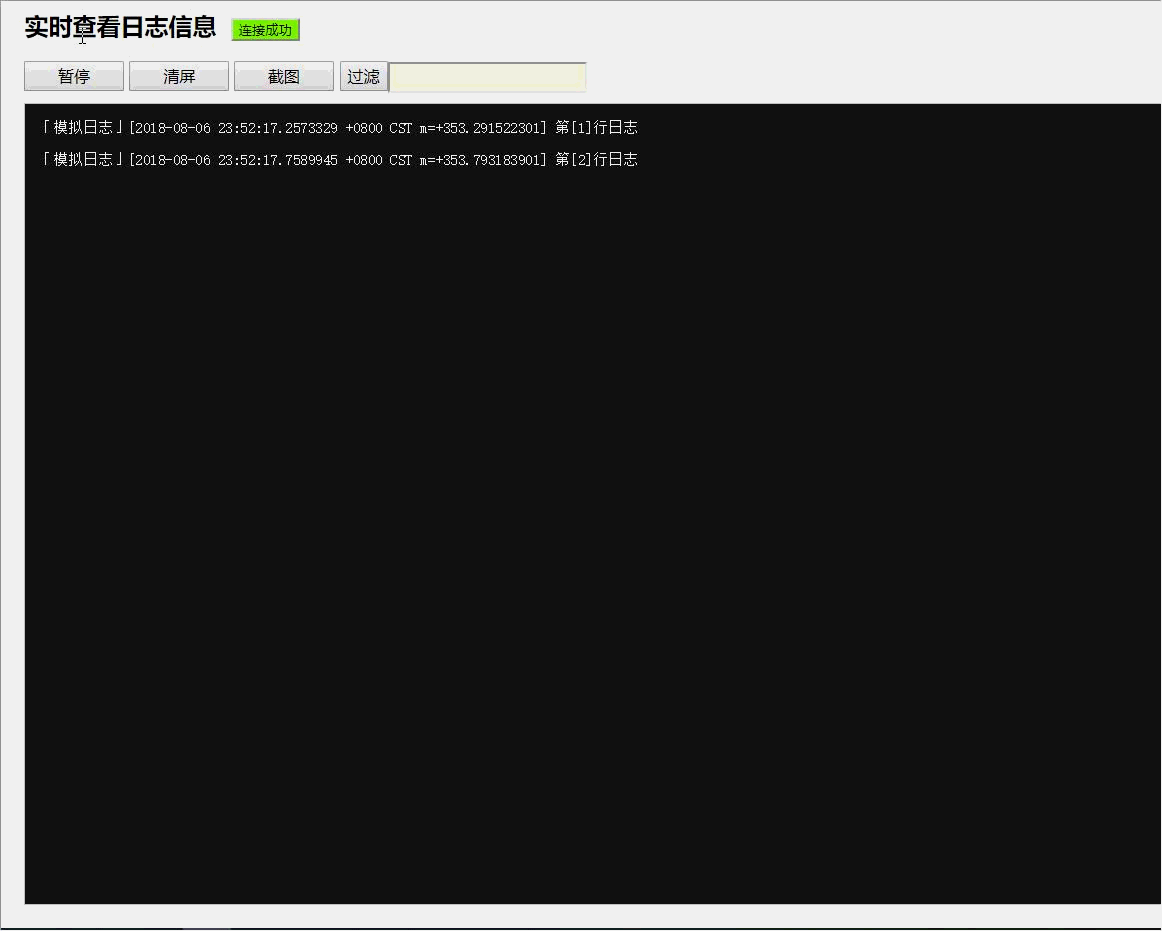 实时查看日志信息 连接成功
暂停 清屏 截图 过滤
「模拟日志」[2018-08-06 23:52:17.2573329 +0800 CST m=+353.291522301] 第[1]行日志
「模拟日志」[2018-08-06 23:52:17.7589945 +0800 CST m=+353.793183901] 第[2]行日志